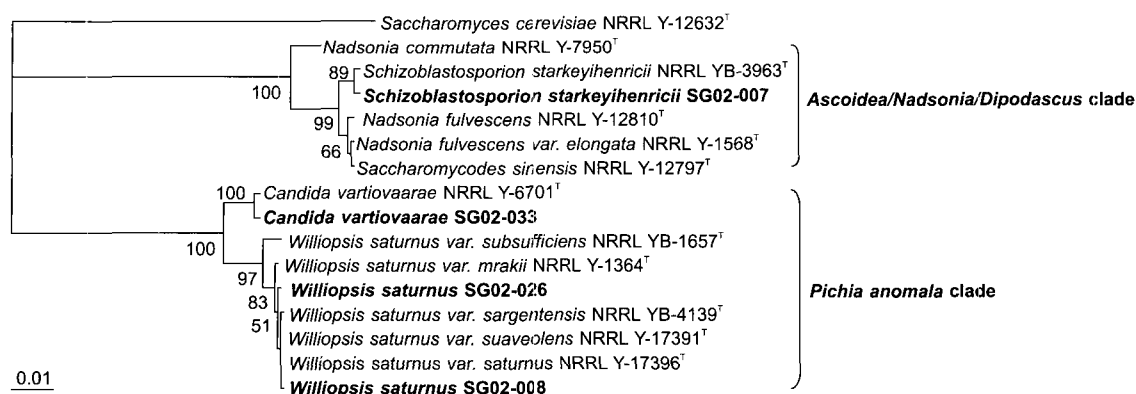 Saccharomyces cerevisiae NRRL Y-12632T
Nadsonia commutata NRRL Y-7950T
89 Schizoblastosporion starkeyihenricii NRRL YB-3963T
100
Schizoblastosporion starkeyihenricii SG02-007
Ascoidea/Nadsonia/Dipodascus clade
99 Nadsonia fulvescens NRRL Y-12810T
66 Nadsonia fulvescens var. elongata NRRL Y-1568T
Saccharomycodes sinensis NRRL Y-12797T
100 Candida vartiovaarae NRRL Y-6701T
Candida vartiovaarae SG02-033
100
Williopsis saturnus var. subsufficiens NRRL YB-1657T
97 Williopsis saturnus var. mrakii NRRL Y-1364T
83 Williopsis saturnus SG02-026
Pichia anomala clade
51 Williopsis saturnus var. sargentensis NRRL YB-4139T
Williopsis saturnus var. suaveolens NRRL Y-17391T
Williopsis saturnus var. saturnus NRRL Y-17396T
0.01
Williopsis saturnus SG02-008